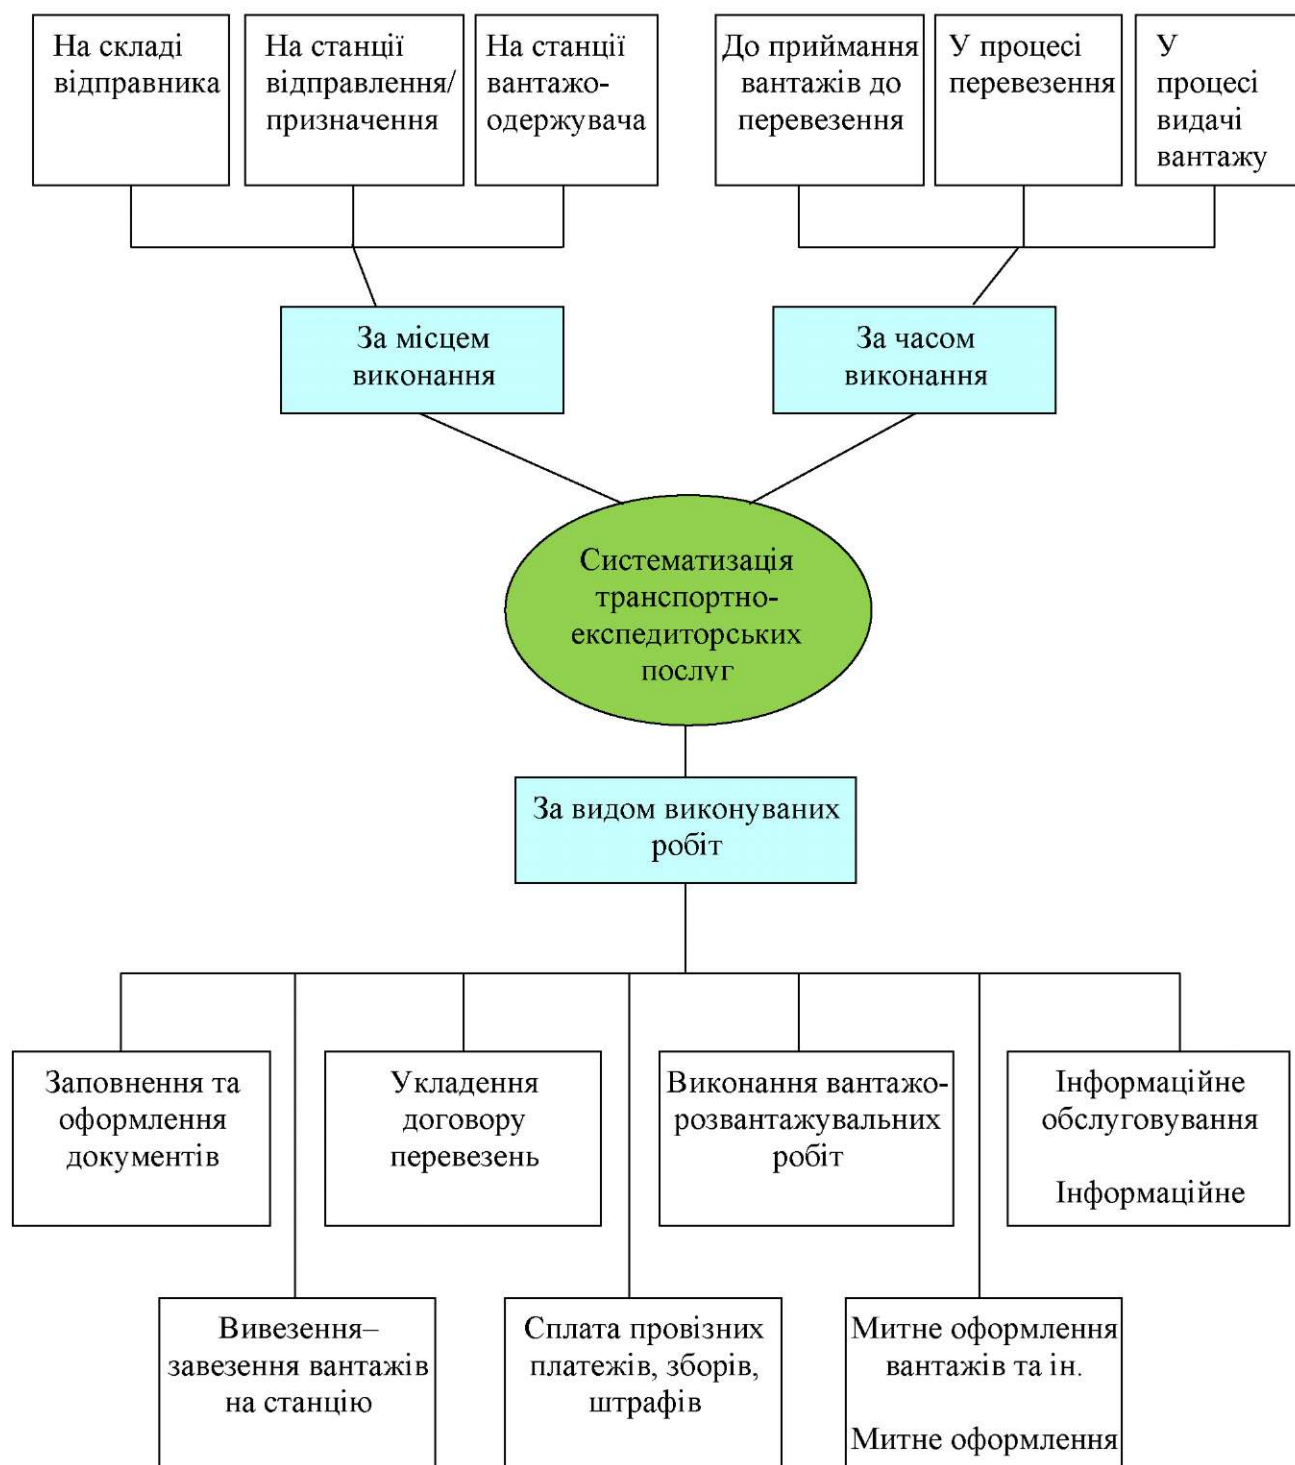 На складі
відправника
На станції
відправлення/
призначення
На станції
вантажо-
одержувача
До приймання
вантажів до
перевезення
У процесі
перевезення
У
процесі
видачі
вантажу
За місцем
виконання
За часом
виконання
Систематизація
транспортно-
експедиторських
послуг
За видом виконуваних
робіт
Заповнення та
оформлення
документів
Укладення
договору
перевезень
Виконання вантажо-
розвантажувальних
робіт
Інформаційне
обслуговування
Інформаційне
Вивезення–
завезення вантажів
на станцію
Сплата провізних
платежів, зборів,
штрафів
Митне оформлення
вантажів та ін.
Митне оформлення